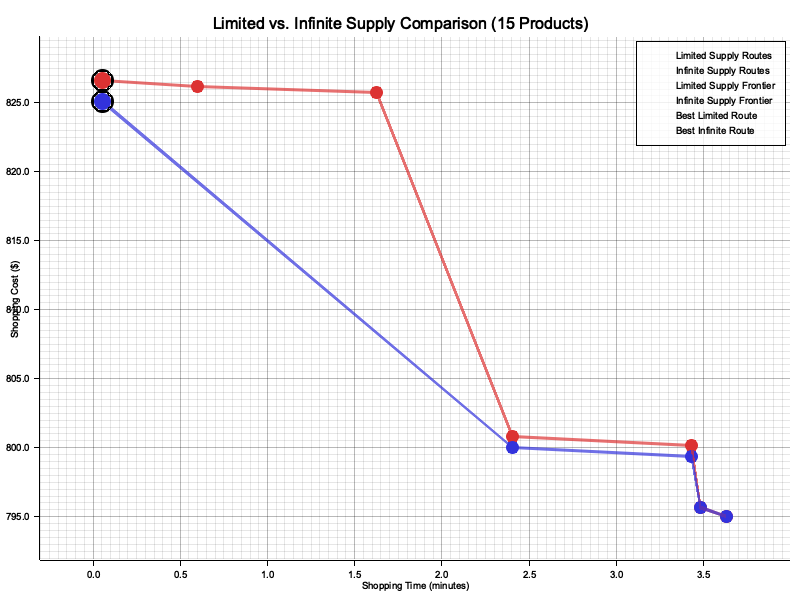 Limited vs. Infinite Supply Comparison (15 Products)
Limited Supply Routes
Infinite Supply Routes
Limited Supply Frontier
Infinite Supply Frontier
Best Limited Route
Best Infinite Route
825.0
820.0
815.0
810.0
805.0
800.0
795.0
Shopping Cost ($)
0.0 0.5 1.0 1.5 2.0 2.5 3.0 3.5
Shopping Time (minutes)